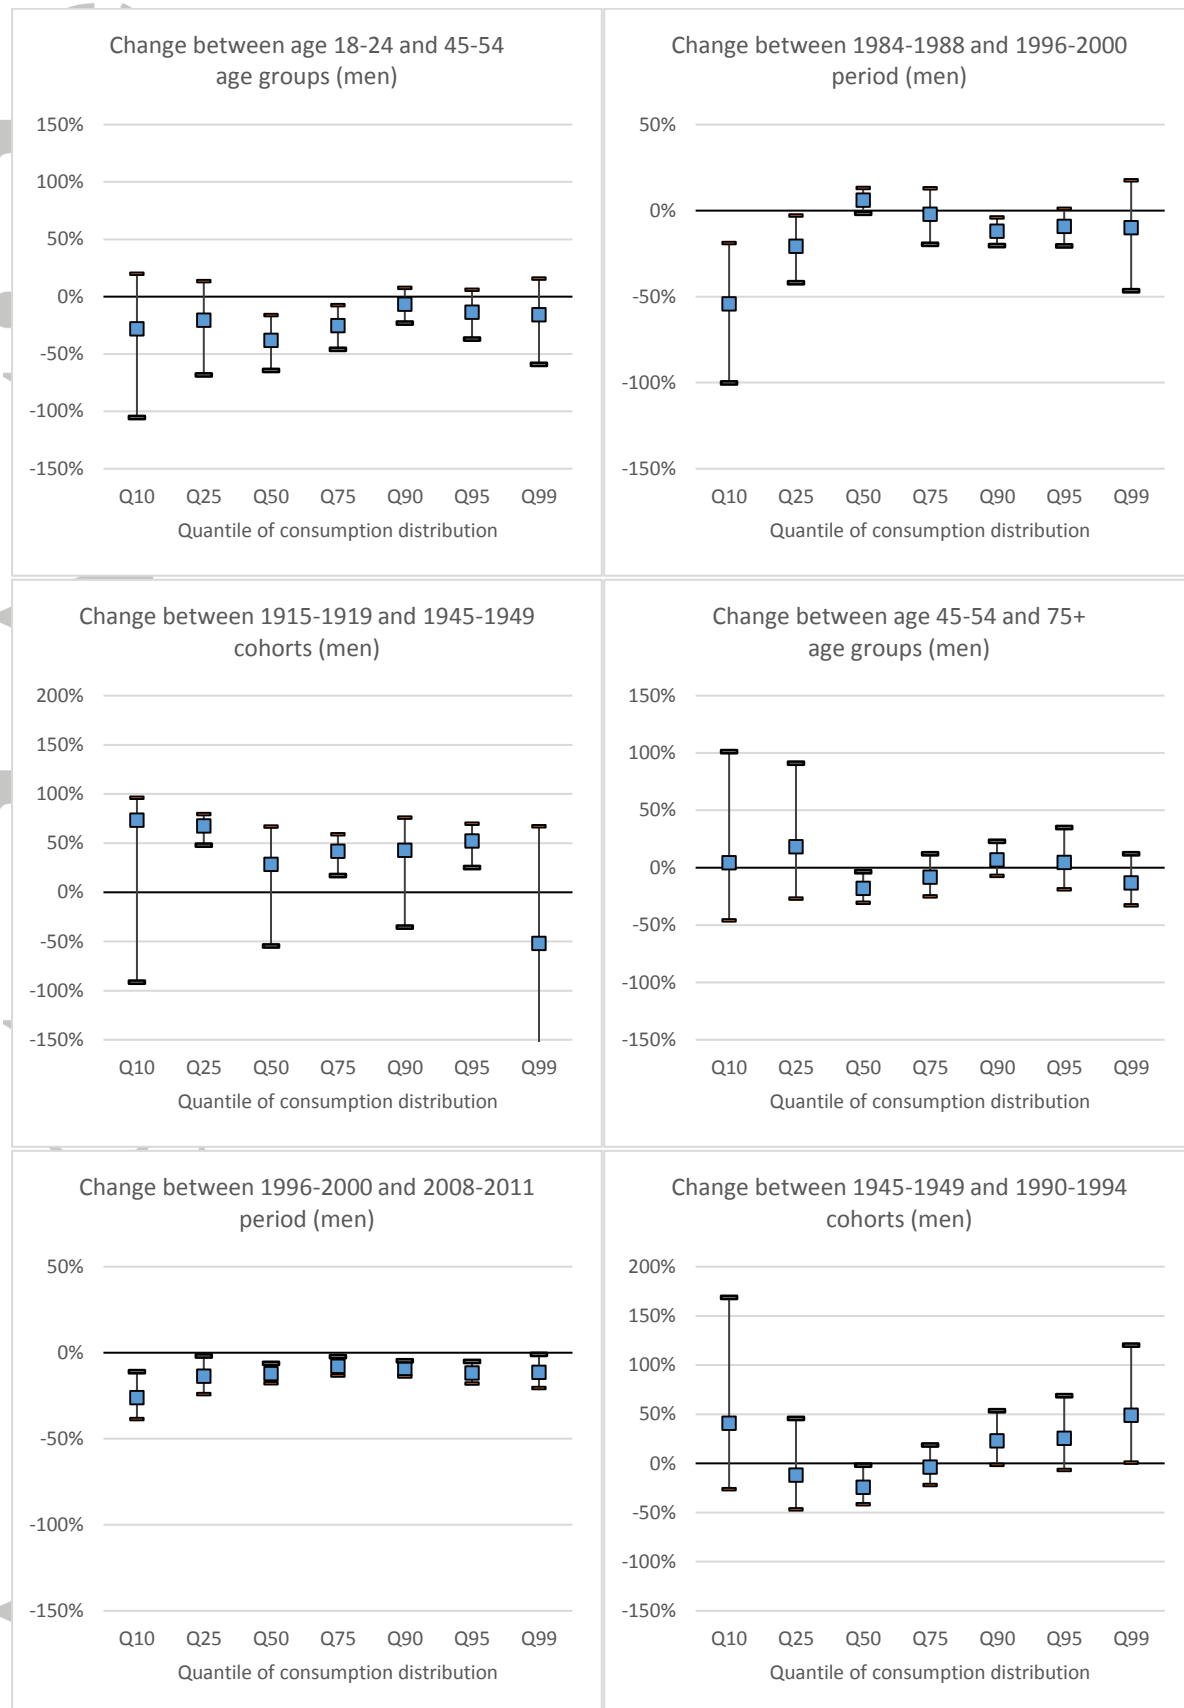 Change between age 18-24 and 45-54
age groups (men)
150%
100%
50%
0%
-50%
-100%
-150%
Q10 Q25 Q50 Q75 Q90 Q95 Q99
Quantile of consumption distribution
Change between 1984-1988 and 1996-2000
period (men)
50%
0%
-50%
-100%
-150%
Q10 Q25 Q50 Q75 Q90 Q95 Q99
Quantile of consumption distribution
Change between 1915-1919 and 1945-1949
cohorts (men)
200%
150%
100%
50%
0%
-50%
-100%
-150%
Q10 Q25 Q50 Q75 Q90 Q95 Q99
Quantile of consumption distribution
Change between age 45-54 and 75+
age groups (men)
150%
100%
50%
0%
-50%
-100%
-150%
Q10 Q25 Q50 Q75 Q90 Q95 Q99
Quantile of consumption distribution
Change between 1996-2000 and 2008-2011
period (men)
50%
0%
-50%
-100%
-150%
Q10 Q25 Q50 Q75 Q90 Q95 Q99
Quantile of consumption distribution
Change between 1945-1949 and 1990-1994
cohorts (men)
200%
150%
100%
50%
0%
-50%
-100%
-150%
Q10 Q25 Q50 Q75 Q90 Q95 Q99
Quantile of consumption distribution